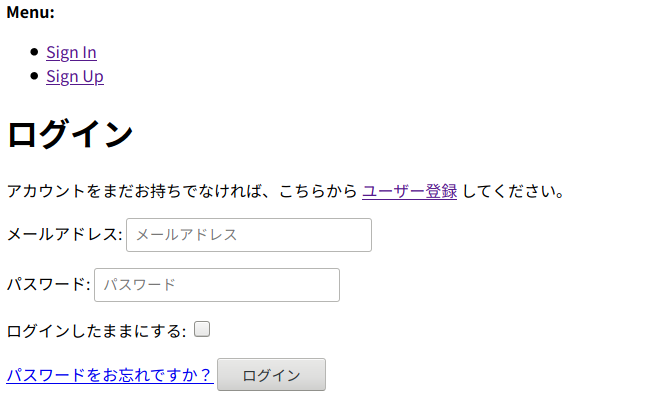 Menu:
Sign In
Sign Up
ログイン
アカウントをまだお持ちでなければ、こちらから ユーザー登録 してください。
メールアドレス: メールアドレス
パスワード: パスワード
ログインしたままにする:
パスワードをお忘れですか？ ログイン